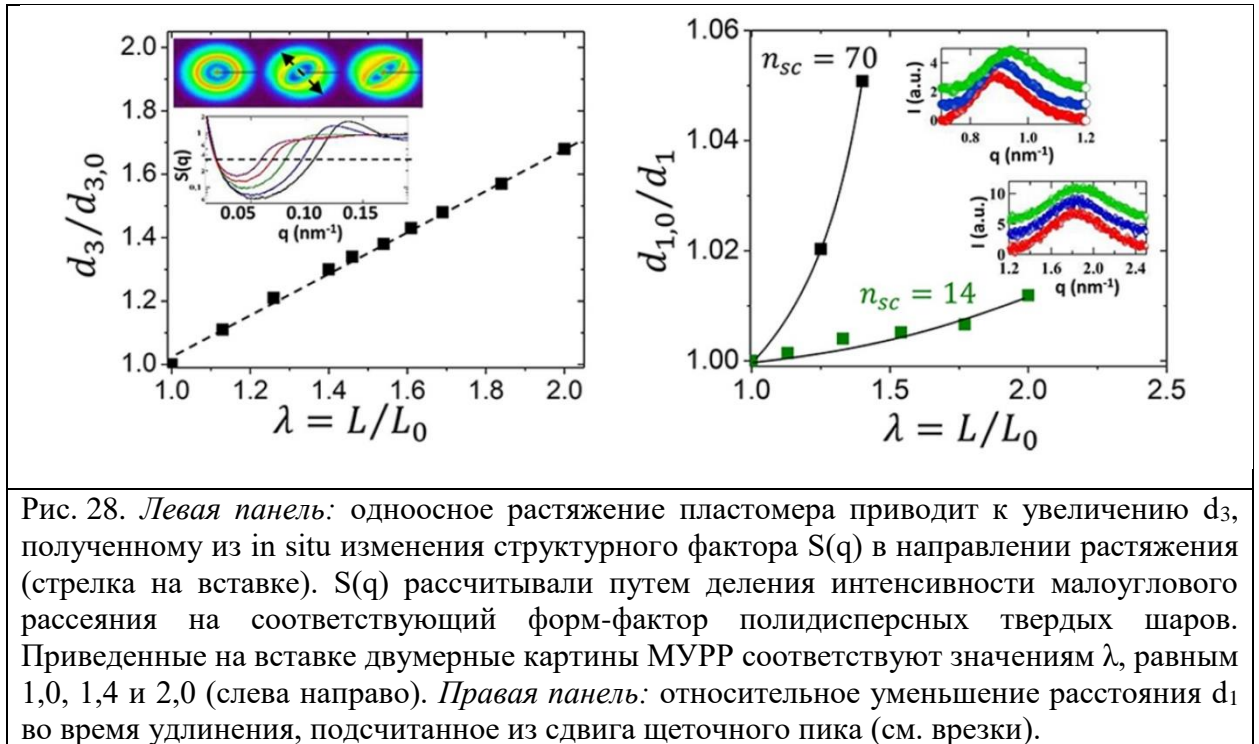 2.0
1.8
1.6
1.4
1.2
1.0
d₃/d₃,₀
1.0 1.2 1.4 1.6 1.8 2.0
λ = L/L₀
S(q)
0.1
0.05 0.10 0.15
q (nm⁻¹)
1.06
1.04
1.02
1.00
d₁,₀/d₁
1.0 1.5 2.0 2.5
λ = L/L₀
n_sc = 70
I (a.u.)
4
2
0
0.8 1.0 1.2
q (nm⁻¹)
I (a.u.)
10
5
0
1.2 1.6 2.0 2.4
q (nm⁻¹)
n_sc = 14
Рис. 28. Левая панель: одноосное растяжение пластомера приводит к увеличению d₃,
полученному из in situ изменения структурного фактора S(q) в направлении растяжения
(стрелка на вставке). S(q) рассчитывали путем деления интенсивности малоуглового
рассеяния на соответствующий форм-фактор полидисперсных твердых шаров.
Приведенные на вставке двумерные картины МУРР соответствуют значениям λ, равным
1,0, 1,4 и 2,0 (слева направо). Правая панель: относительное уменьшение расстояния d₁
во время удлинения, подсчитанное из сдвига щеточного пика (см. врезки).